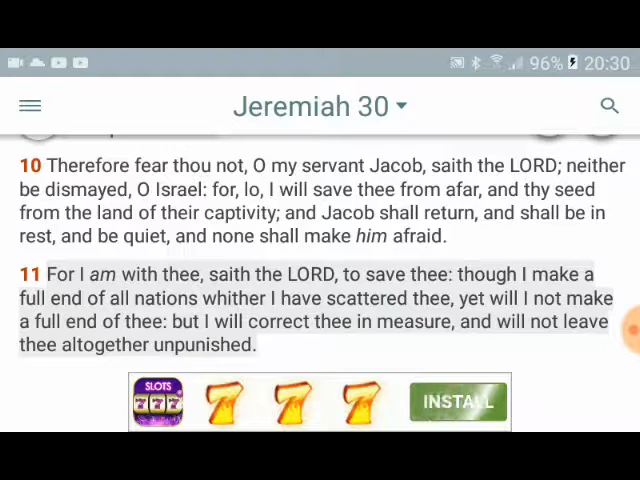 96% 20:30
Jeremiah 30
10 Therefore fear thou not, O my servant Jacob, saith the LORD; neither
be dismayed, O Israel: for, lo, I will save thee from afar, and thy seed
from the land of their captivity; and Jacob shall return, and shall be in
rest, and be quiet, and none shall make him afraid.
11 For I am with thee, saith the LORD, to save thee: though I make a
full end of all nations whither I have scattered thee, yet will I not make
a full end of thee: but I will correct thee in measure, and will not leave
thee altogether unpunished.
SLOTS
777
7 7 7
INSTALL